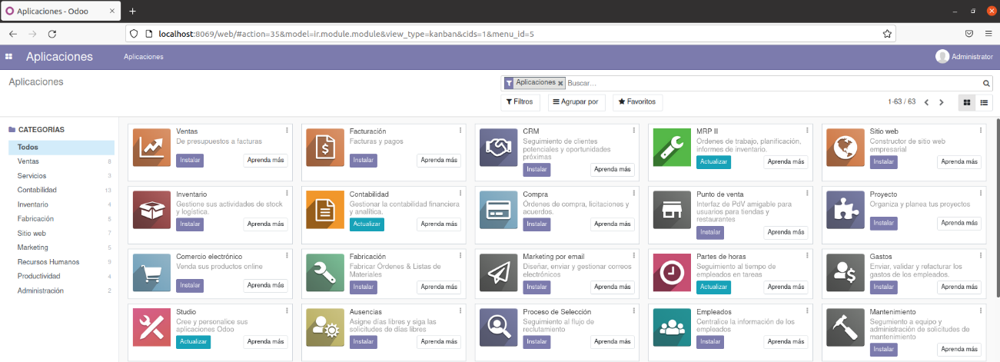 Aplicaciones - Odoo
localhost:8069/web/#action=35&model=ir.module.module&view_type=kanban&cids=1&menu_id=5
Aplicaciones Aplicaciones Administrator
Aplicaciones
Aplicaciones Buscar...
Filtros Agrupar por Favoritos 1-63 / 63
CATEGORÍAS
Todos
Ventas 8
Servicios 3
Contabilidad 13
Inventario 4
Fabricación 5
Sitio web 7
Marketing 5
Recursos Humanos 9
Productividad 4
Administración 2
Ventas
De presupuestos a facturas
Instalar Aprenda más
Facturación
Facturas y pagos
Instalar Aprenda más
CRM
Seguimiento de clientes
potenciales y oportunidades
próximas
Instalar Aprenda más
MRP II
Órdenes de trabajo, planificación,
informes de inventario.
Actualizar Aprenda más
Sitio web
Constructor de sitio web
empresarial
Instalar Aprenda más
Inventario
Gestione sus actividades de stock
y logística.
Instalar Aprenda más
Contabilidad
Gestionar la contabilidad financiera
y analítica.
Actualizar Aprenda más
Compra
Órdenes de compra, licitaciones y
acuerdos.
Instalar Aprenda más
Punto de venta
Interfaz de PdV amigable para
usuarios para tiendas y
restaurantes
Instalar Aprenda más
Proyecto
Organiza y planea tus proyectos
Instalar Aprenda más
Comercio electrónico
Venda sus productos online
Instalar Aprenda más
Fabricación
Fabricar Órdenes & Listas de
Materiales
Instalar Aprenda más
Marketing por email
Diseñar, enviar y gestionar correos
electrónicos
Instalar Aprenda más
Partes de horas
Seguimiento al tiempo de
empleados en tareas
Actualizar Aprenda más
Gastos
Enviar, validar y refacturar los
gastos de los empleados.
Instalar Aprenda más
Studio
Cree y personalice sus
aplicaciones Odoo
Actualizar Aprenda más
Ausencias
Asigne días libres y siga las
solicitudes de días libres
Instalar Aprenda más
Proceso de Selección
Seguimiento al flujo de
reclutamiento
Instalar Aprenda más
Empleados
Centralice la información de los
empleados
Instalar Aprenda más
Mantenimiento
Seguimiento a equipo y
administración de solicitudes de
mantenimiento
Instalar Aprenda más